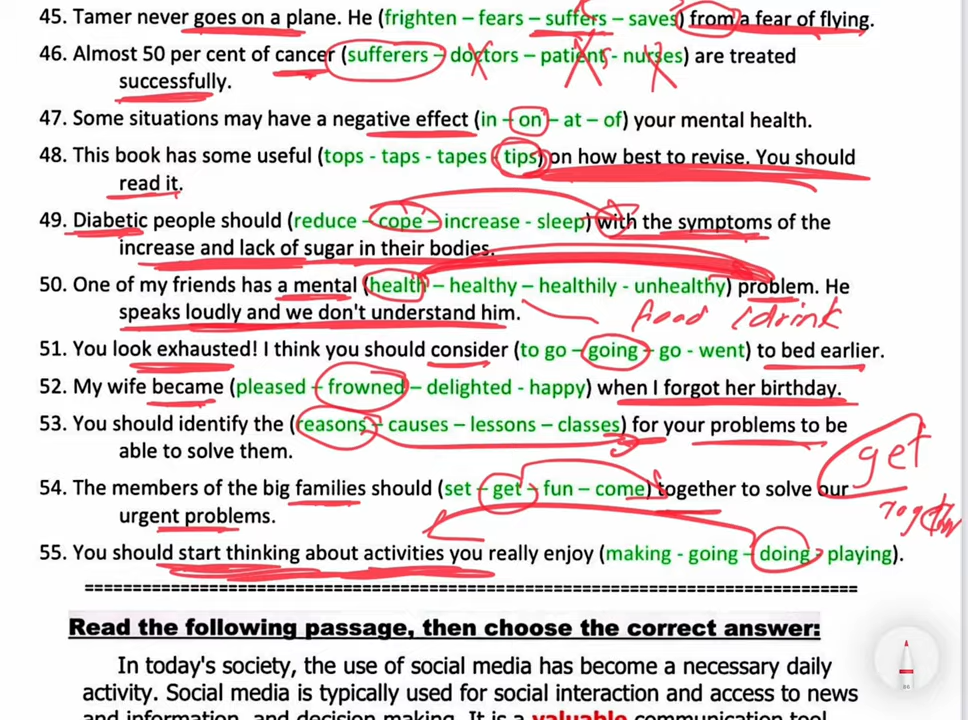 45. Tamer never goes on a plane. He (frighten – fears – suffers – saves) from a fear of flying.
46. Almost 50 per cent of cancer (sufferers – doctors – patients - nurses) are treated
successfully.
47. Some situations may have a negative effect (in – on – at – of) your mental health.
48. This book has some useful (tops - taps - tapes - tips) on how best to revise. You should
read it.
49. Diabetic people should (reduce – cope – increase - sleep) with the symptoms of the
increase and lack of sugar in their bodies.
50. One of my friends has a mental (health – healthy – healthily - unhealthy) problem. He
speaks loudly and we don't understand him.
food / drink
51. You look exhausted! I think you should consider (to go – going – go - went) to bed earlier.
52. My wife became (pleased – frowned – delighted - happy) when I forgot her birthday.
53. You should identify the (reasons – causes – lessons – classes) for your problems to be
able to solve them.
get
54. The members of the big families should (set – get – fun – come) together to solve our
together
urgent problems.
55. You should start thinking about activities you really enjoy (making - going – doing - playing).
==================================================
Read the following passage, then choose the correct answer:
In today's society, the use of social media has become a necessary daily
activity. Social media is typically used for social interaction and access to news
and information, and decision making. It is a valuable communication tool